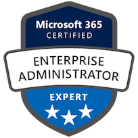 Microsoft 365
CERTIFIED
ENTERPRISE
ADMINISTRATOR
EXPERT